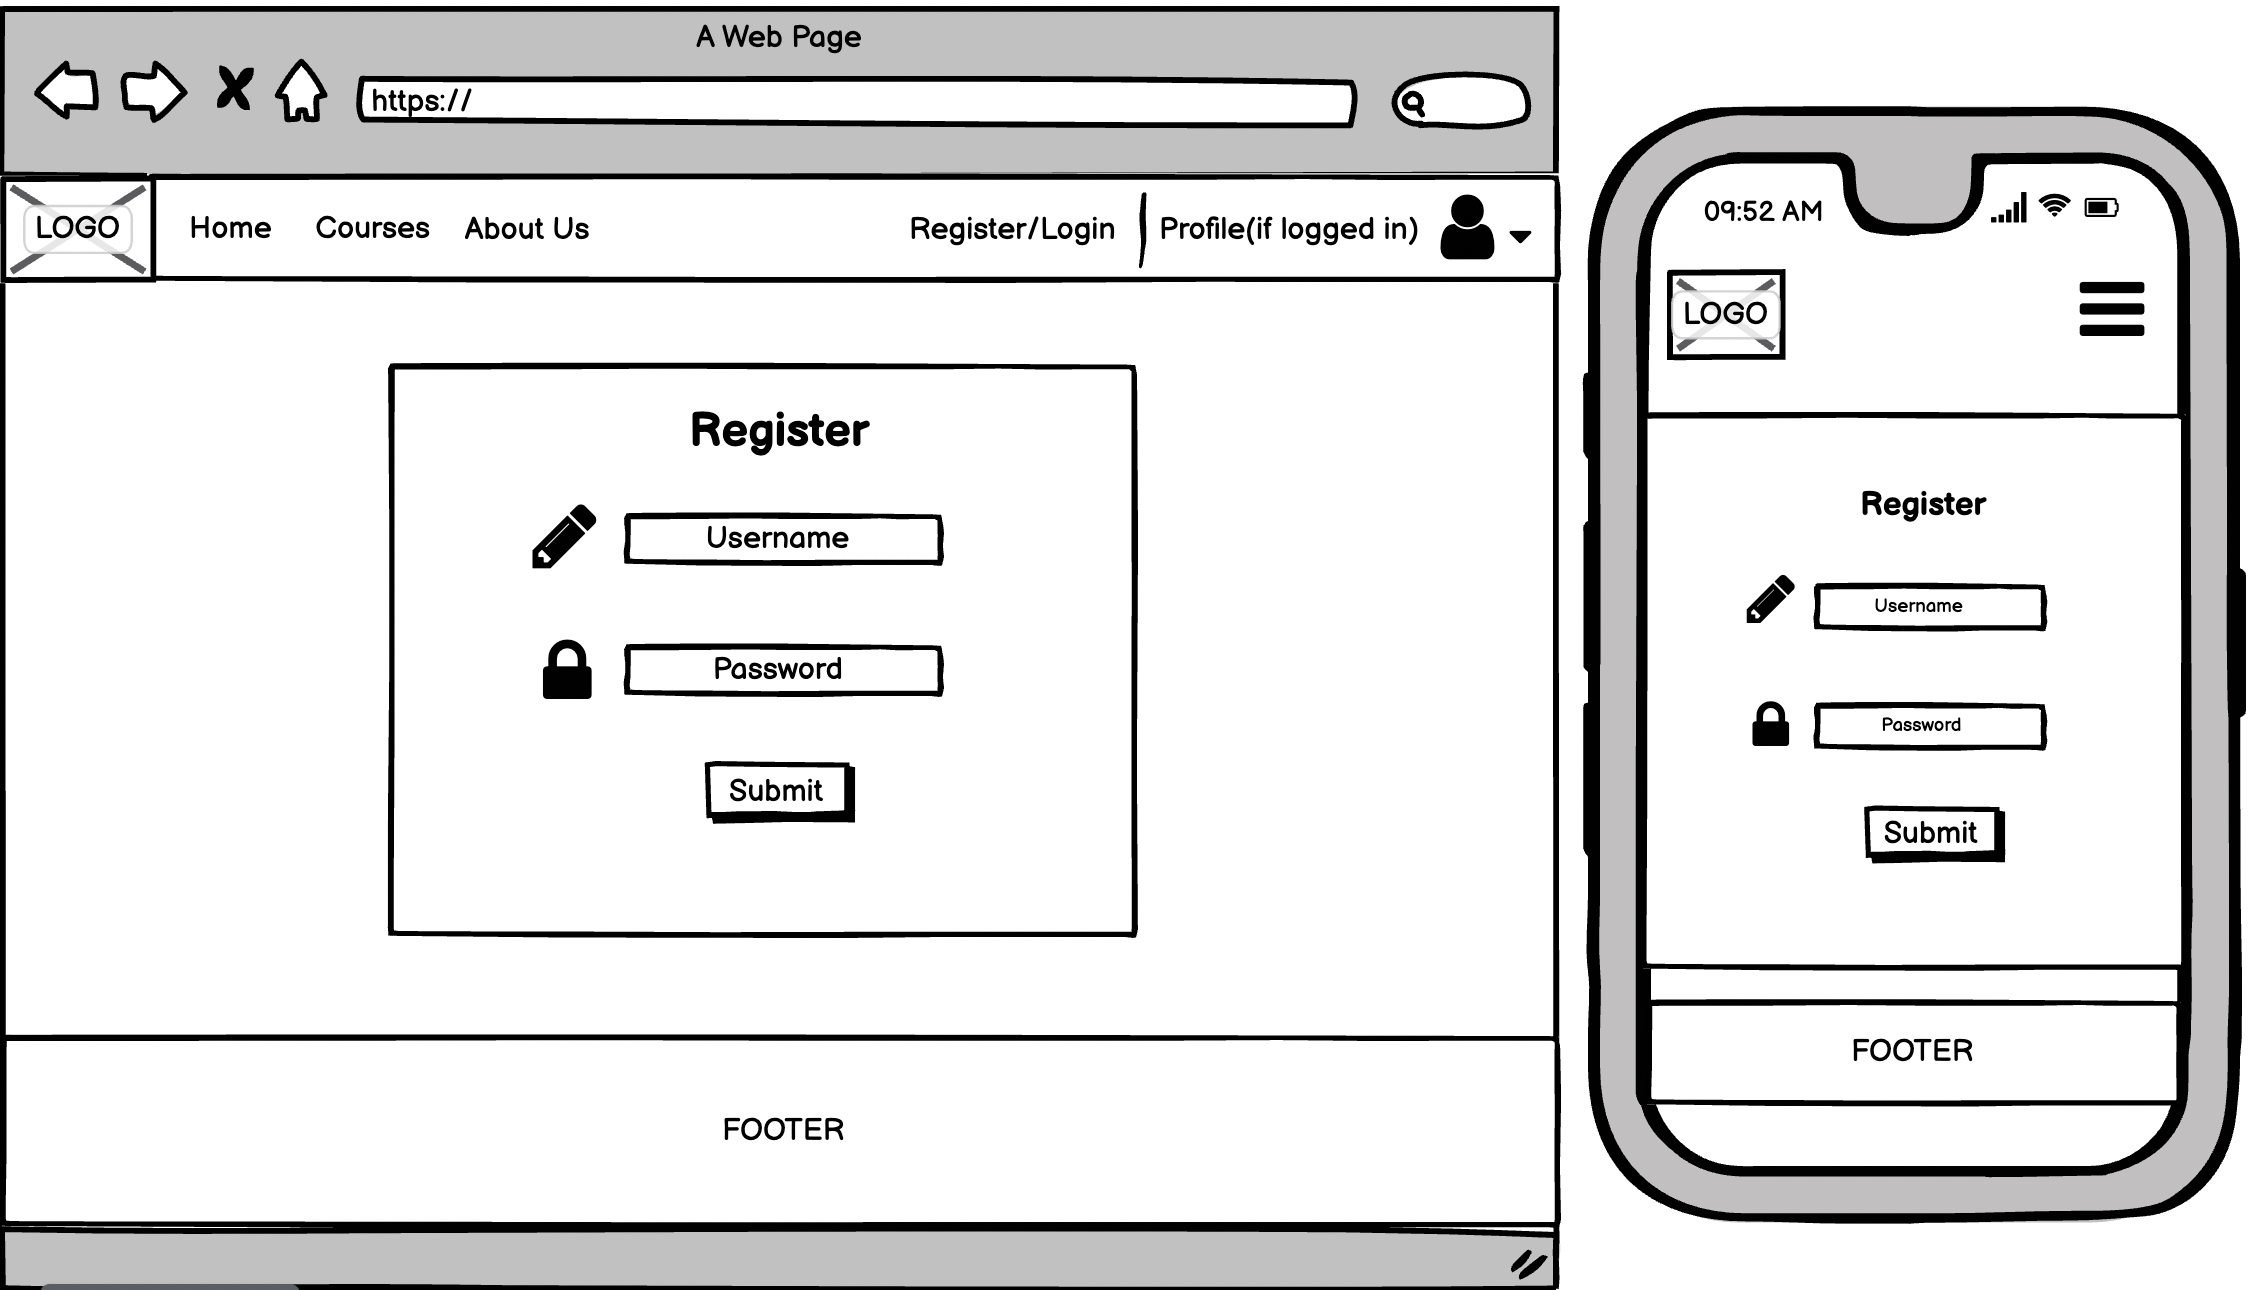 A Web Page
https://
LOGO
Home
Courses
About Us
Register/Login
Profile(if logged in)
Register
Username
Password
Submit
FOOTER
09:52 AM
LOGO
Register
Username
Password
Submit
FOOTER